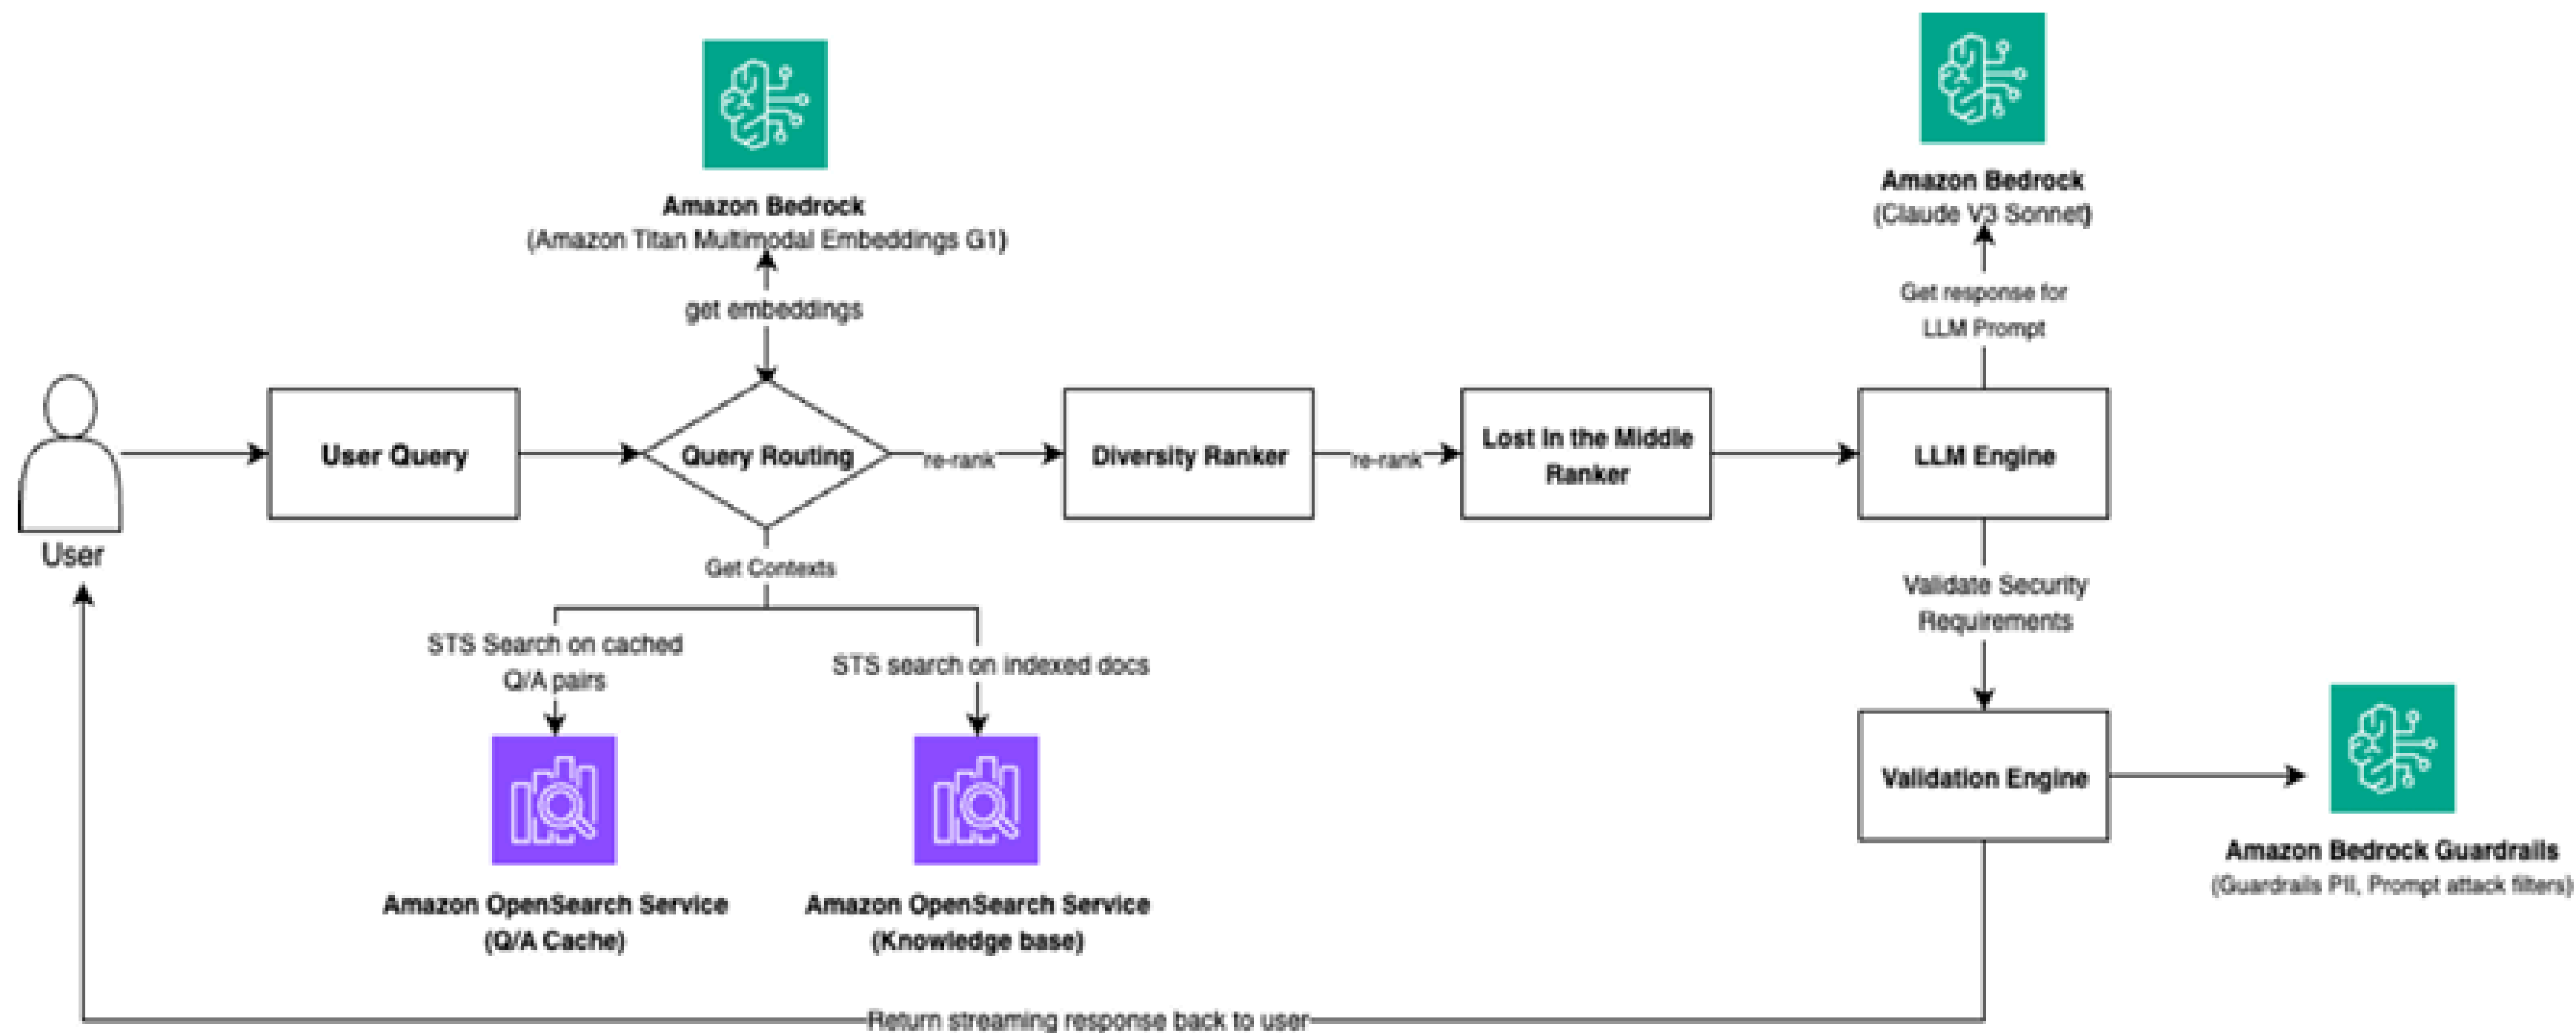 Amazon Bedrock
(Amazon Titan Multimodal Embeddings G1)
get embeddings
Amazon Bedrock
(Claude V3 Sonnet)
Get response for
LLM Prompt
User
User Query
Query Routing
re-rank
Diversity Ranker
re-rank
Lost In the Middle
Ranker
LLM Engine
Get Contexts
STS Search on cached
Q/A pairs
STS search on indexed docs
Amazon OpenSearch Service
(Q/A Cache)
Amazon OpenSearch Service
(Knowledge base)
Validate Security
Requirements
Validation Engine
Amazon Bedrock Guardrails
(Guardrails PII, Prompt attack filters)
Return streaming response back to user